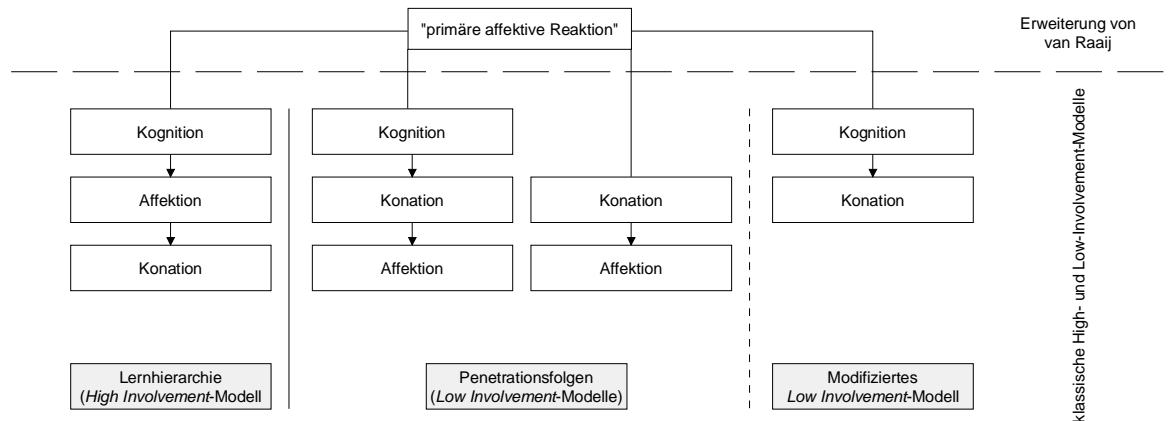 "primäre affektive Reaktion"
Erweiterung von
van Raaij
Kognition
Affektion
Konation
Kognition
Konation
Affektion
Konation
Affektion
Kognition
Konation
Lernhierarchie
(High Involvement-Modell
Penetrationsfolgen
(Low Involvement-Modelle)
Modifiziertes
Low Involvement-Modell
klassische High- und Low-Involvement-Modelle